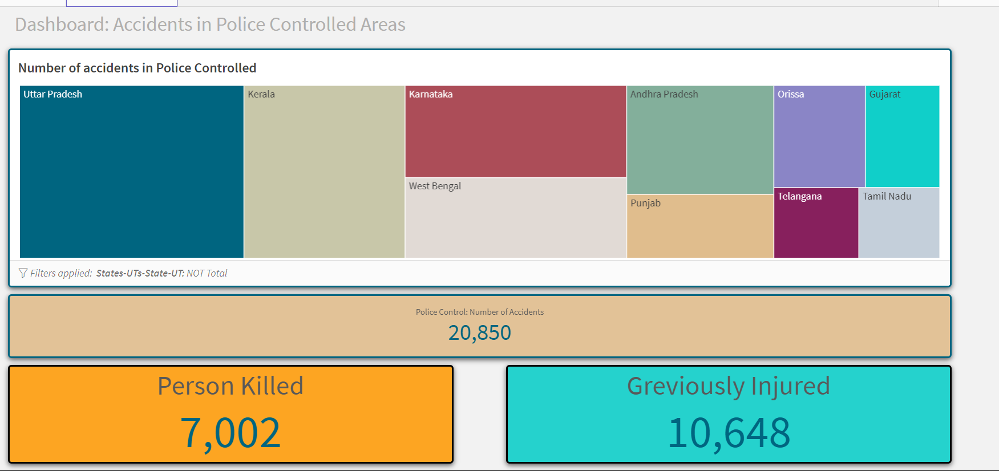 Dashboard: Accidents in Police Controlled Areas
Number of accidents in Police Controlled
Uttar Pradesh
Kerala
Karnataka
Andhra Pradesh
Orissa
Gujarat
West Bengal
Punjab
Telangana
Tamil Nadu
Filters applied: States-UTs-State-UT: NOT Total
Police Control: Number of Accidents
20,850
Person Killed
7,002
Greviously Injured
10,648